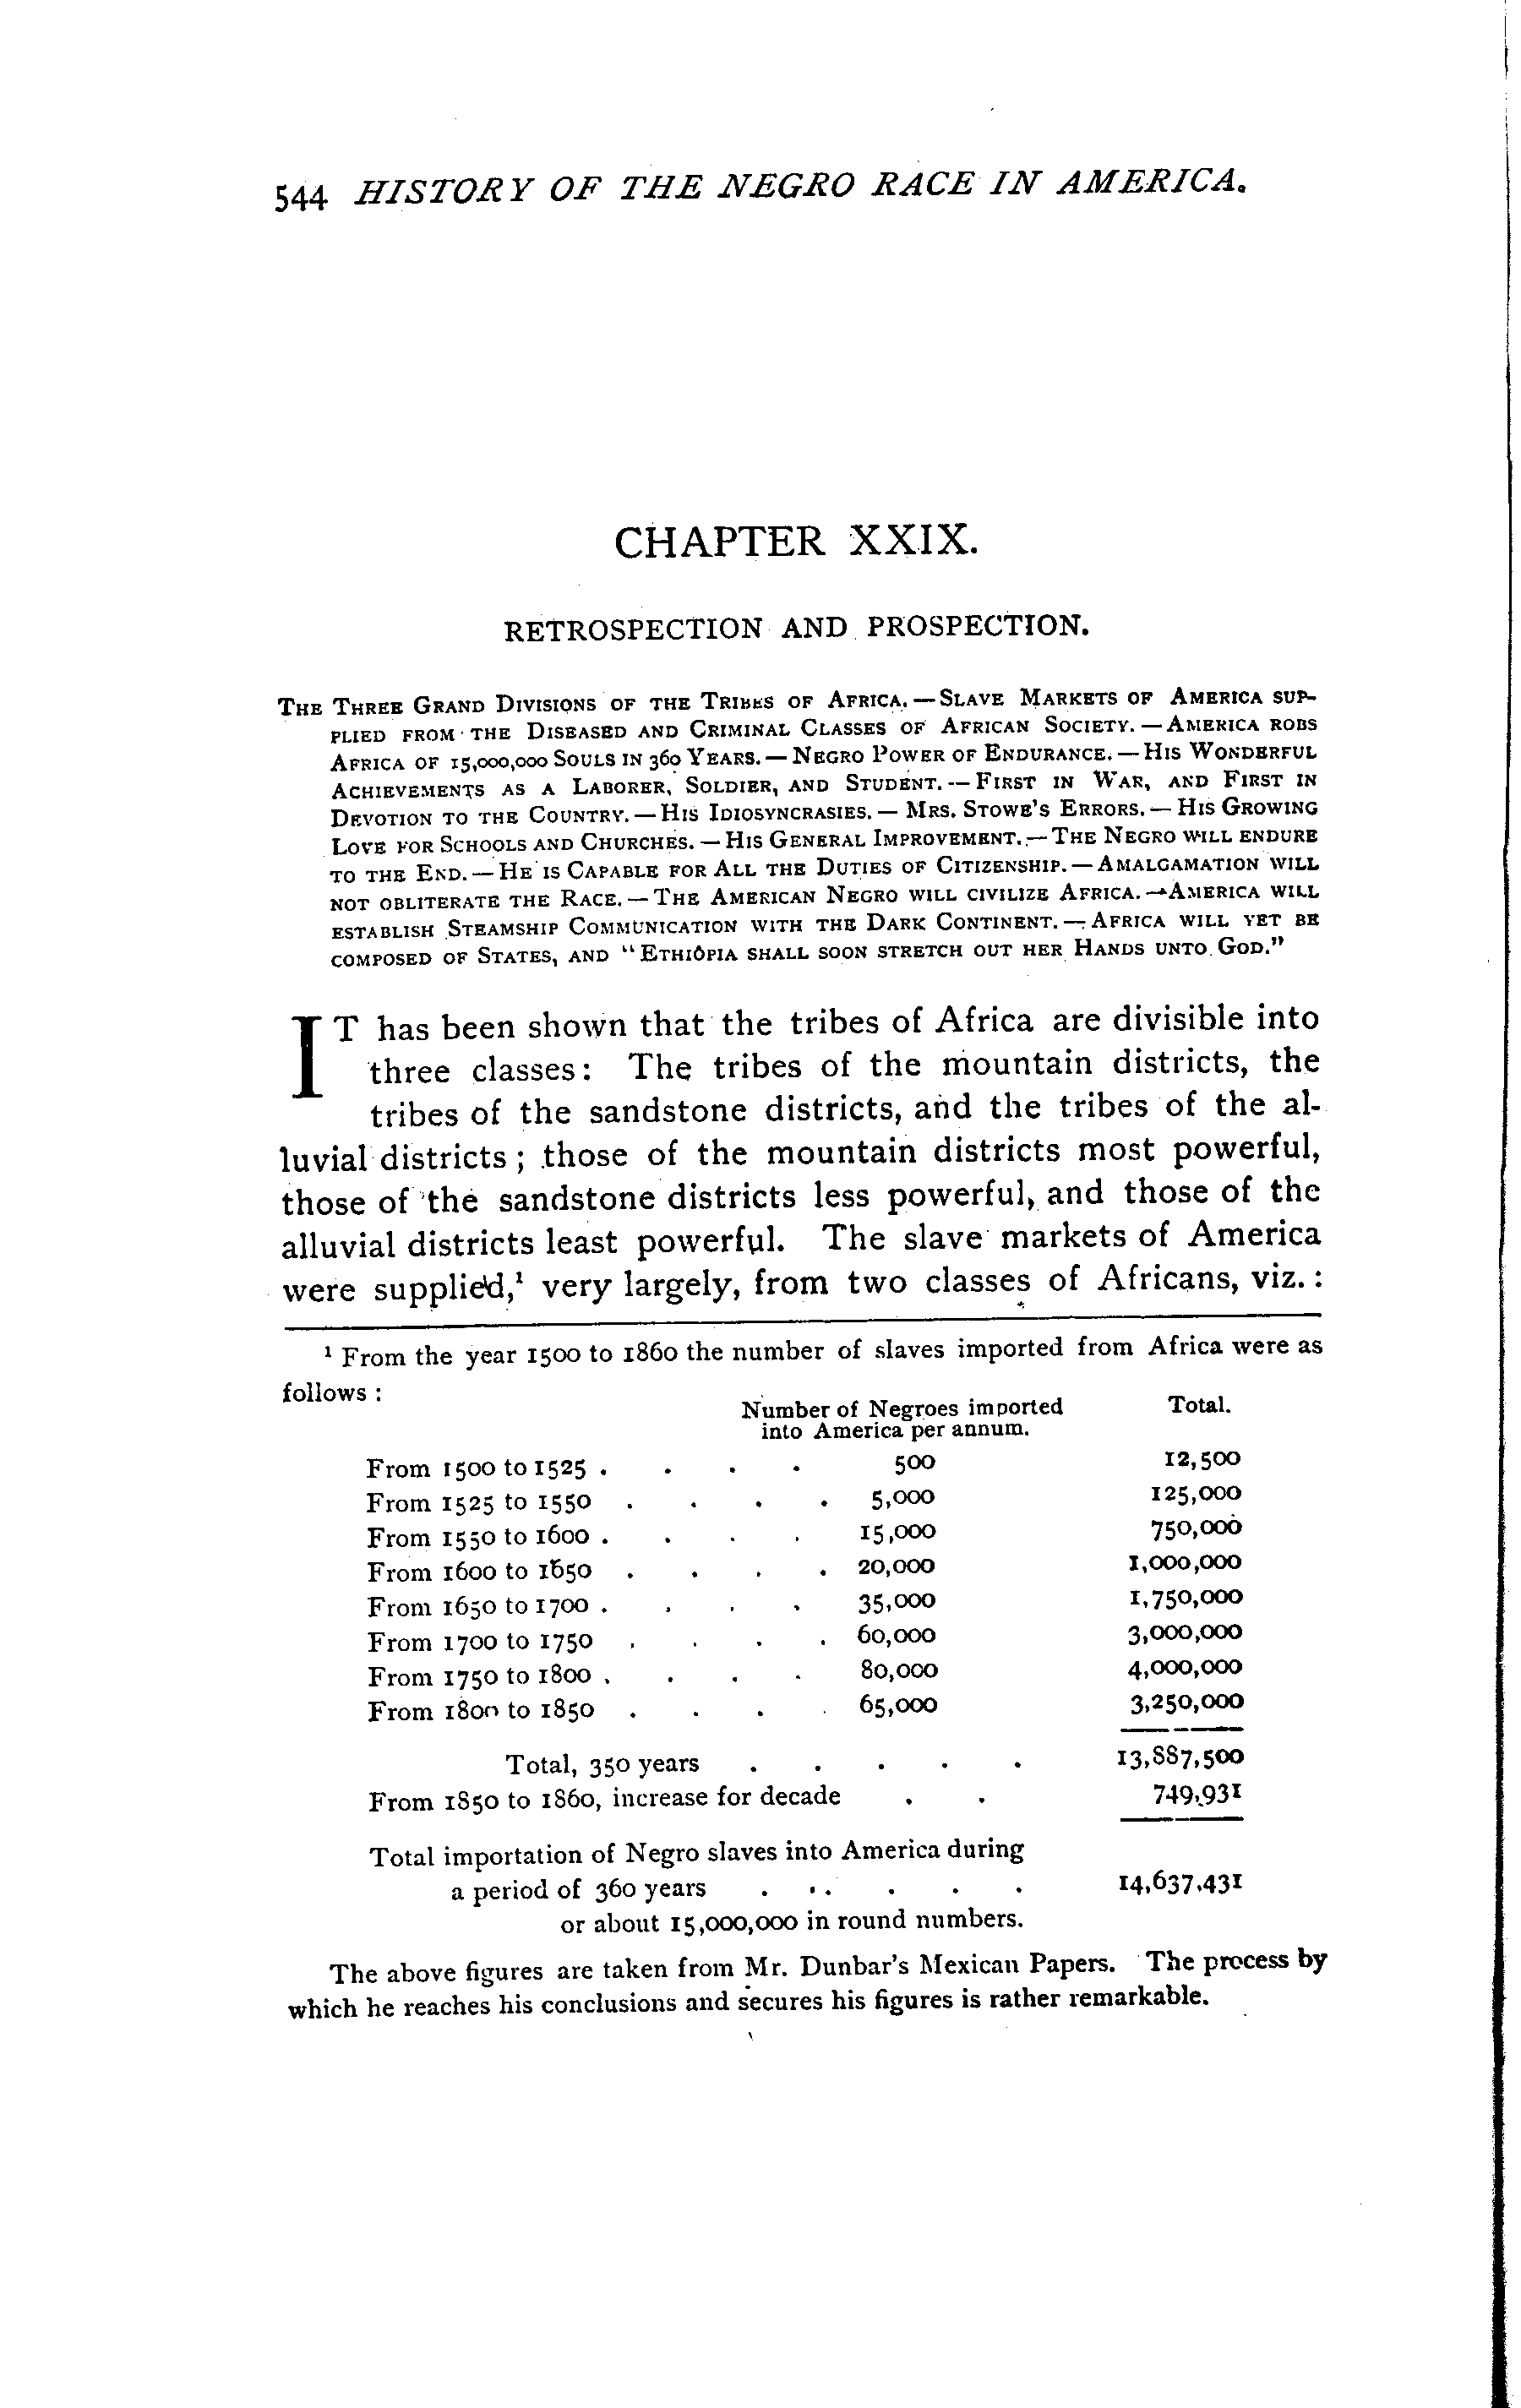 544 HISTORY OF THE NEGRO RACE IN AMERICA.
CHAPTER XXIX.
RETROSPECTION AND PROSPECTION.
THE THREE GRAND DIVISIONS OF THE TRIBES OF AFRICA. — SLAVE MARKETS OF AMERICA SUP-
PLIED FROM THE DISEASED AND CRIMINAL CLASSES OF AFRICAN SOCIETY. — AMERICA ROBS
AFRICA OF 15,000,000 SOULS IN 360 YEARS. — NEGRO POWER OF ENDURANCE. — HIS WONDERFUL
ACHIEVEMENTS AS A LABORER, SOLDIER, AND STUDENT. — FIRST IN WAR, AND FIRST IN
DEVOTION TO THE COUNTRY. — HIS IDIOSYNCRASIES. — MRS. STOWE'S ERRORS. — HIS GROWING
LOVE FOR SCHOOLS AND CHURCHES. — HIS GENERAL IMPROVEMENT. — THE NEGRO WILL ENDURE
TO THE END. — HE IS CAPABLE FOR ALL THE DUTIES OF CITIZENSHIP. — AMALGAMATION WILL
NOT OBLITERATE THE RACE. — THE AMERICAN NEGRO WILL CIVILIZE AFRICA. — AMERICA WILL
ESTABLISH STEAMSHIP COMMUNICATION WITH THE DARK CONTINENT. — AFRICA WILL YET BE
COMPOSED OF STATES, AND "ETHIOPIA SHALL SOON STRETCH OUT HER HANDS UNTO GOD."
IT has been shown that the tribes of Africa are divisible into
three classes: The tribes of the mountain districts, the
tribes of the sandstone districts, and the tribes of the al-
luvial districts; those of the mountain districts most powerful,
those of the sandstone districts less powerful, and those of the
alluvial districts least powerful. The slave markets of America
were supplied,¹ very largely, from two classes of Africans, viz.:
¹ From the year 1500 to 1860 the number of slaves imported from Africa were as
follows:
Number of Negroes imported Total.
into America per annum.
From 1500 to 1525 . . . . 500 12,500
From 1525 to 1550 . . . . 5,000 125,000
From 1550 to 1600 . . . . 15,000 750,000
From 1600 to 1650 . . . . 20,000 1,000,000
From 1650 to 1700 . . . . 35,000 1,750,000
From 1700 to 1750 . . . . 60,000 3,000,000
From 1750 to 1800 . . . . 80,000 4,000,000
From 1800 to 1850 . . . . 65,000 3,250,000
Total, 350 years . . . . . 13,887,500
From 1850 to 1860, increase for decade . . 749,931
Total importation of Negro slaves into America during
a period of 360 years . . . . . 14,637,431
or about 15,000,000 in round numbers.
The above figures are taken from Mr. Dunbar's Mexican Papers. The process by
which he reaches his conclusions and secures his figures is rather remarkable.